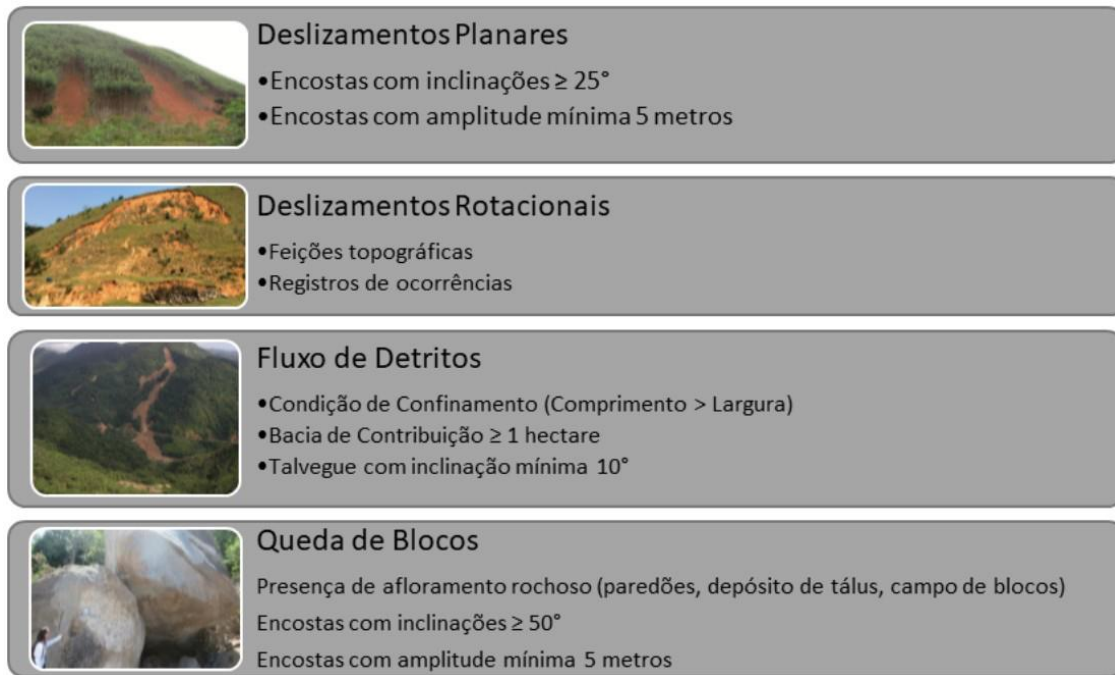 Deslizamentos Planares
•Encostas com inclinações ≥ 25°
•Encostas com amplitude mínima 5 metros
Deslizamentos Rotacionais
•Feições topográficas
•Registros de ocorrências
Fluxo de Detritos
•Condição de Confinamento (Comprimento > Largura)
•Bacia de Contribuição ≥ 1 hectare
•Talvegue com inclinação mínima 10°
Queda de Blocos
Presença de afloramento rochoso (paredões, depósito de tálus, campo de blocos)
Encostas com inclinações ≥ 50°
Encostas com amplitude mínima 5 metros